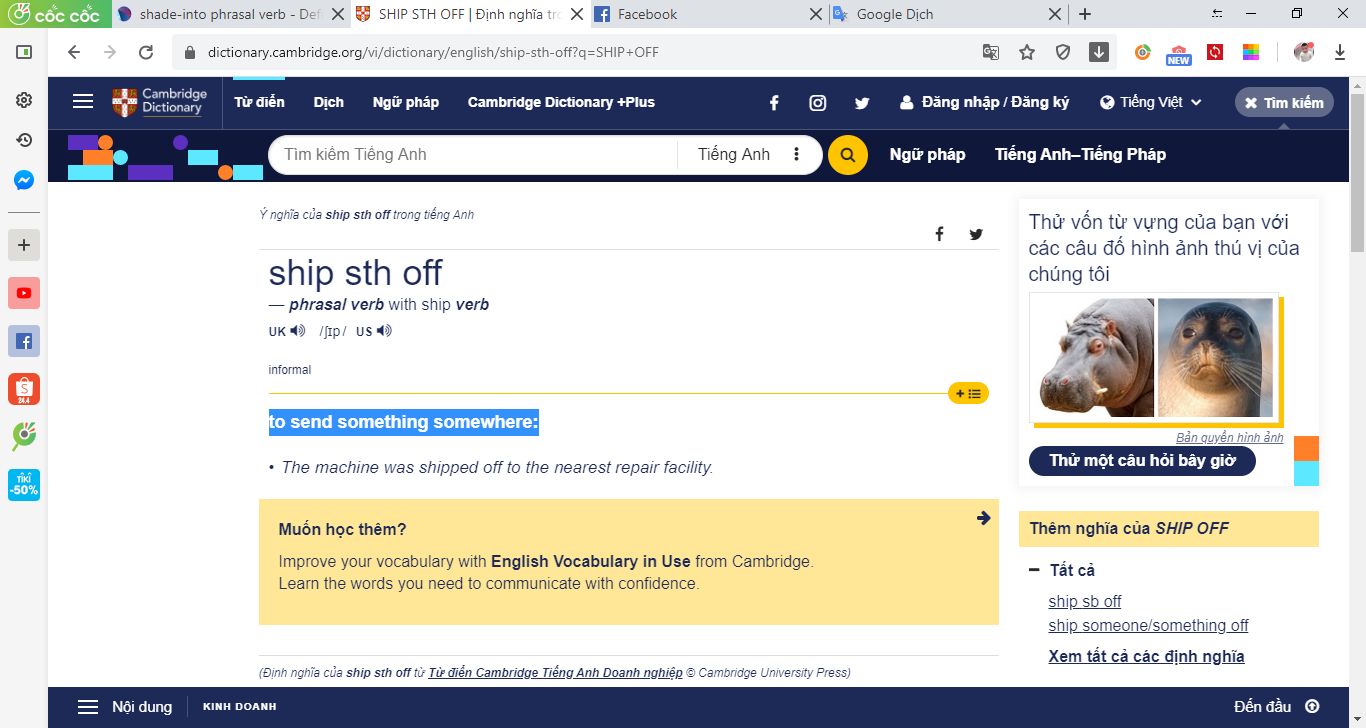 cốc cốc
shade-into phrasal verb - Def
SHIP STH OFF | Định nghĩa tro
Facebook
Google Dịch
dictionary.cambridge.org/vi/dictionary/english/ship-sth-off?q=SHIP+OFF
NEW
Cambridge
Dictionary
Từ điển
Dịch
Ngữ pháp
Cambridge Dictionary +Plus
Đăng nhập / Đăng ký
Tiếng Việt
Tìm kiếm
Tìm kiếm Tiếng Anh
Tiếng Anh
Ngữ pháp
Tiếng Anh–Tiếng Pháp
24.4
TIKI
-50%
Ý nghĩa của ship sth off trong tiếng Anh
ship sth off
— phrasal verb with ship verb
UK /ʃɪp/ US
informal
to send something somewhere:
• The machine was shipped off to the nearest repair facility.
Muốn học thêm?
Improve your vocabulary with English Vocabulary in Use from Cambridge.
Learn the words you need to communicate with confidence.
(Định nghĩa của ship sth off từ Từ điển Cambridge Tiếng Anh Doanh nghiệp © Cambridge University Press)
Thử vốn từ vựng của bạn với
các câu đố hình ảnh thú vị của
chúng tôi
Bản quyền hình ảnh
Thử một câu hỏi bây giờ
Thêm nghĩa của SHIP OFF
Tất cả
ship sb off
ship someone/something off
Xem tất cả các định nghĩa
Nội dung
KINH DOANH
Đến đầu